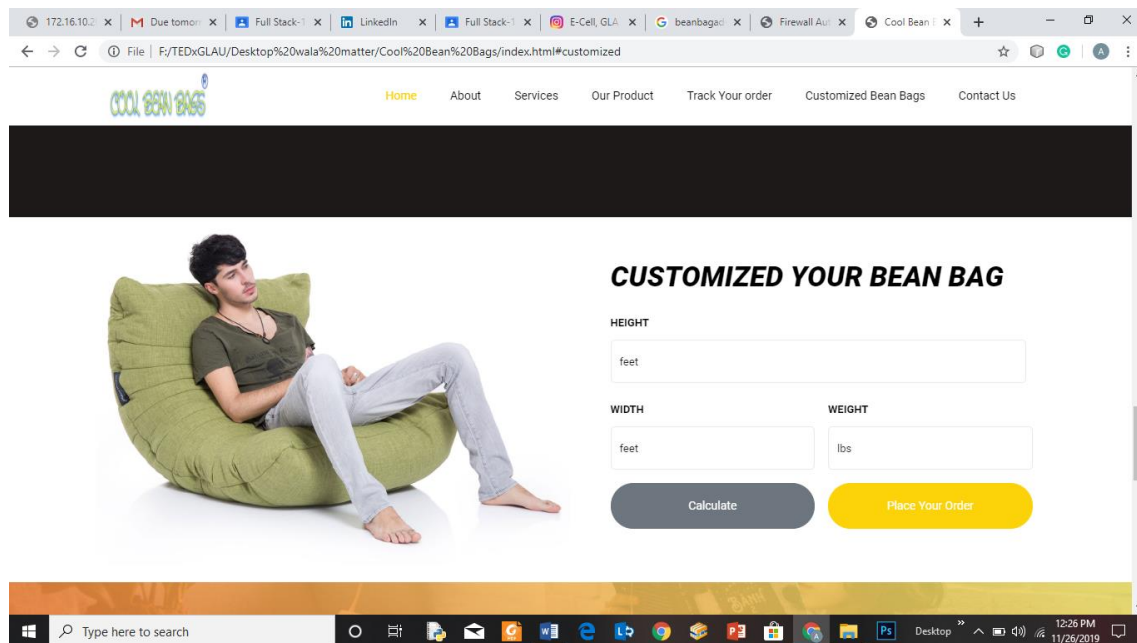 172.16.10.2
Due tomorr
Full Stack-1
LinkedIn
Full Stack-1
E-Cell, GLA
beanbagad
Firewall Aut
Cool Bean B
File | F:/TEDxGLAU/Desktop%20wala%20matter/Cool%20Bean%20Bags/index.html#customized
COOL BEAN BAGS
Home About Services Our Product Track Your order Customized Bean Bags Contact Us
CUSTOMIZED YOUR BEAN BAG
HEIGHT
feet
WIDTH WEIGHT
feet lbs
Calculate Place Your Order
Type here to search
Desktop
12:26 PM
11/26/2019